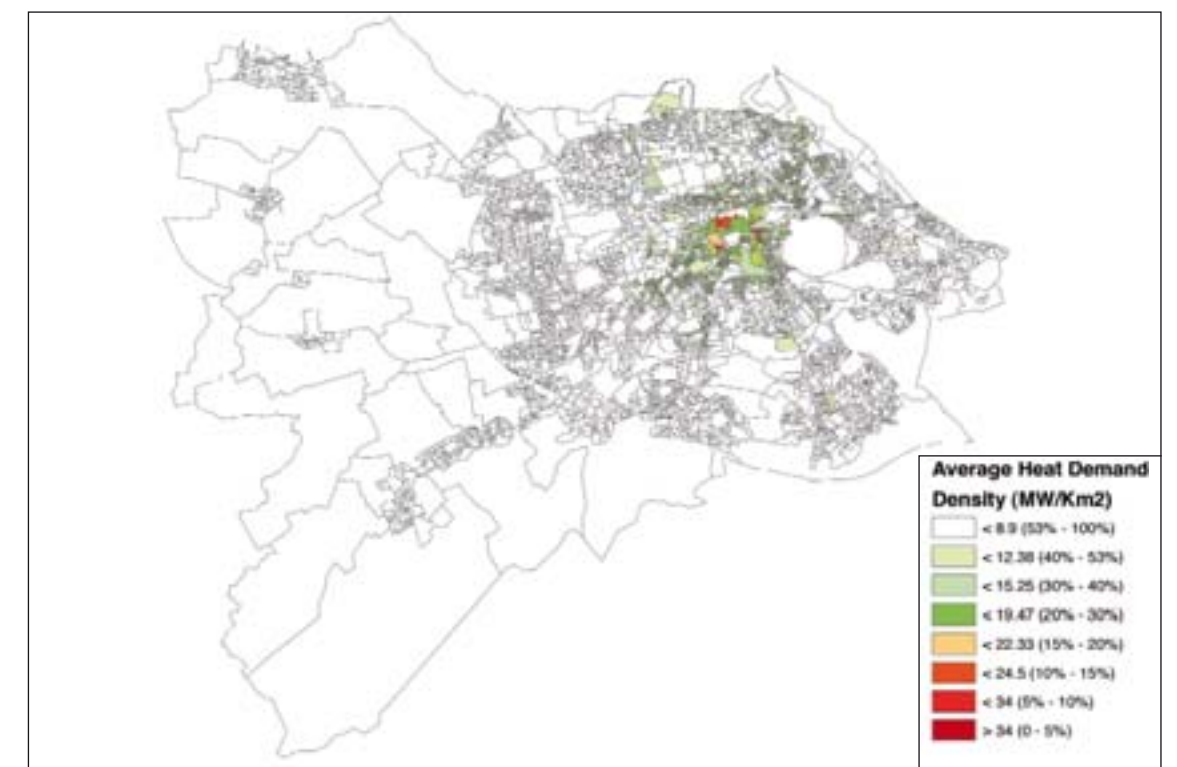 Average Heat Demand
Density (MW/Km2)
< 8.9 (53% - 100%)
< 12.38 (40% - 53%)
< 15.25 (30% - 40%)
< 19.47 (20% - 30%)
< 22.33 (15% - 20%)
< 24.5 (10% - 15%)
< 34 (5% - 10%)
> 34 (0 - 5%)